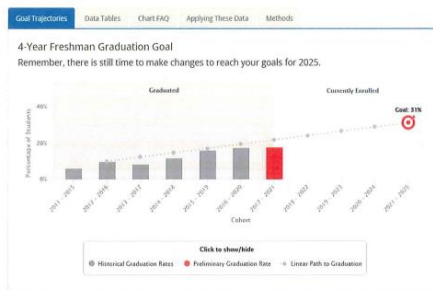 Goal Trajectories Data Tables Chart FAQ Applying These Data Methods
4-Year Freshman Graduation Goal
Remember, there is still time to make changes to reach your goals for 2025.
Graduated Currently Enrolled
Goal: 31%
40%
20%
0%
Percentage of Students
2011 - 2015 2012 - 2016 2013 - 2017 2014 - 2018 2015 - 2019 2016 - 2020 2017 - 2021 2018 - 2022 2019 - 2023 2020 - 2024 2021 - 2025
Cohort
Click to show/hide
Historical Graduation Rates Preliminary Graduation Rate Linear Path to Graduation